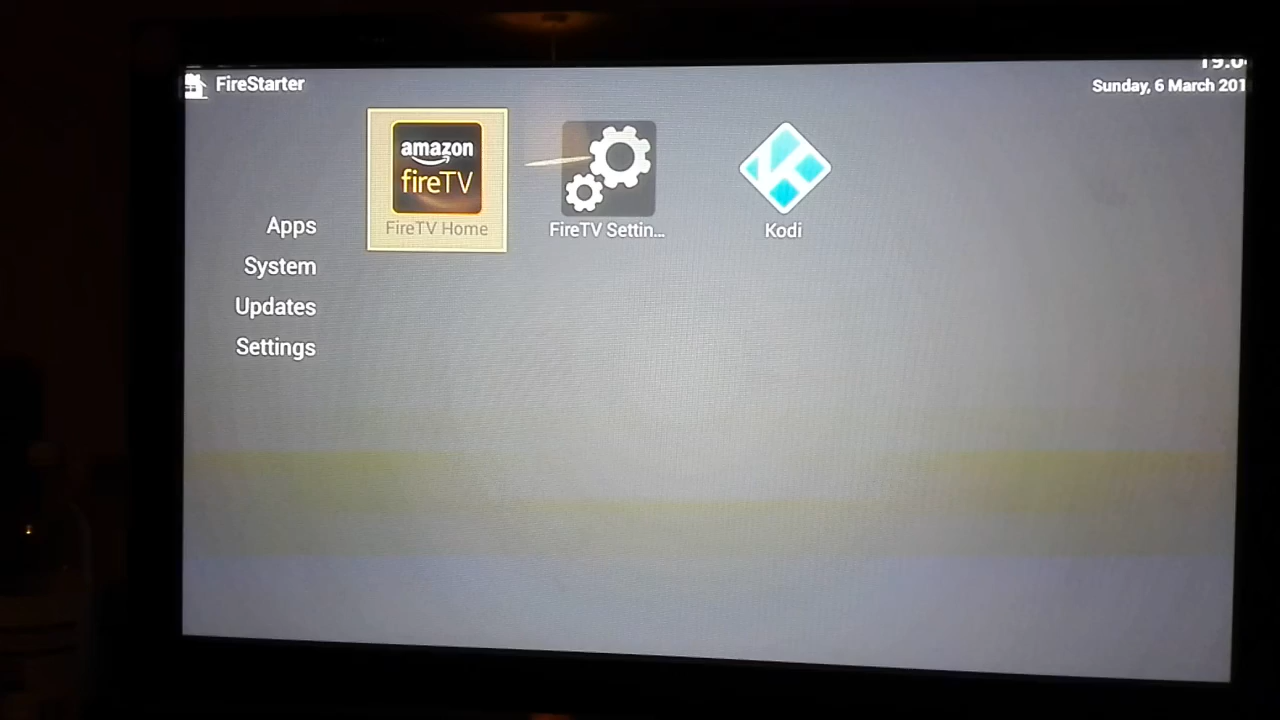 FireStarter
Sunday, 6 March 201
amazon
fireTV
FireTV Home
FireTV Settin...
Kodi
Apps
System
Updates
Settings